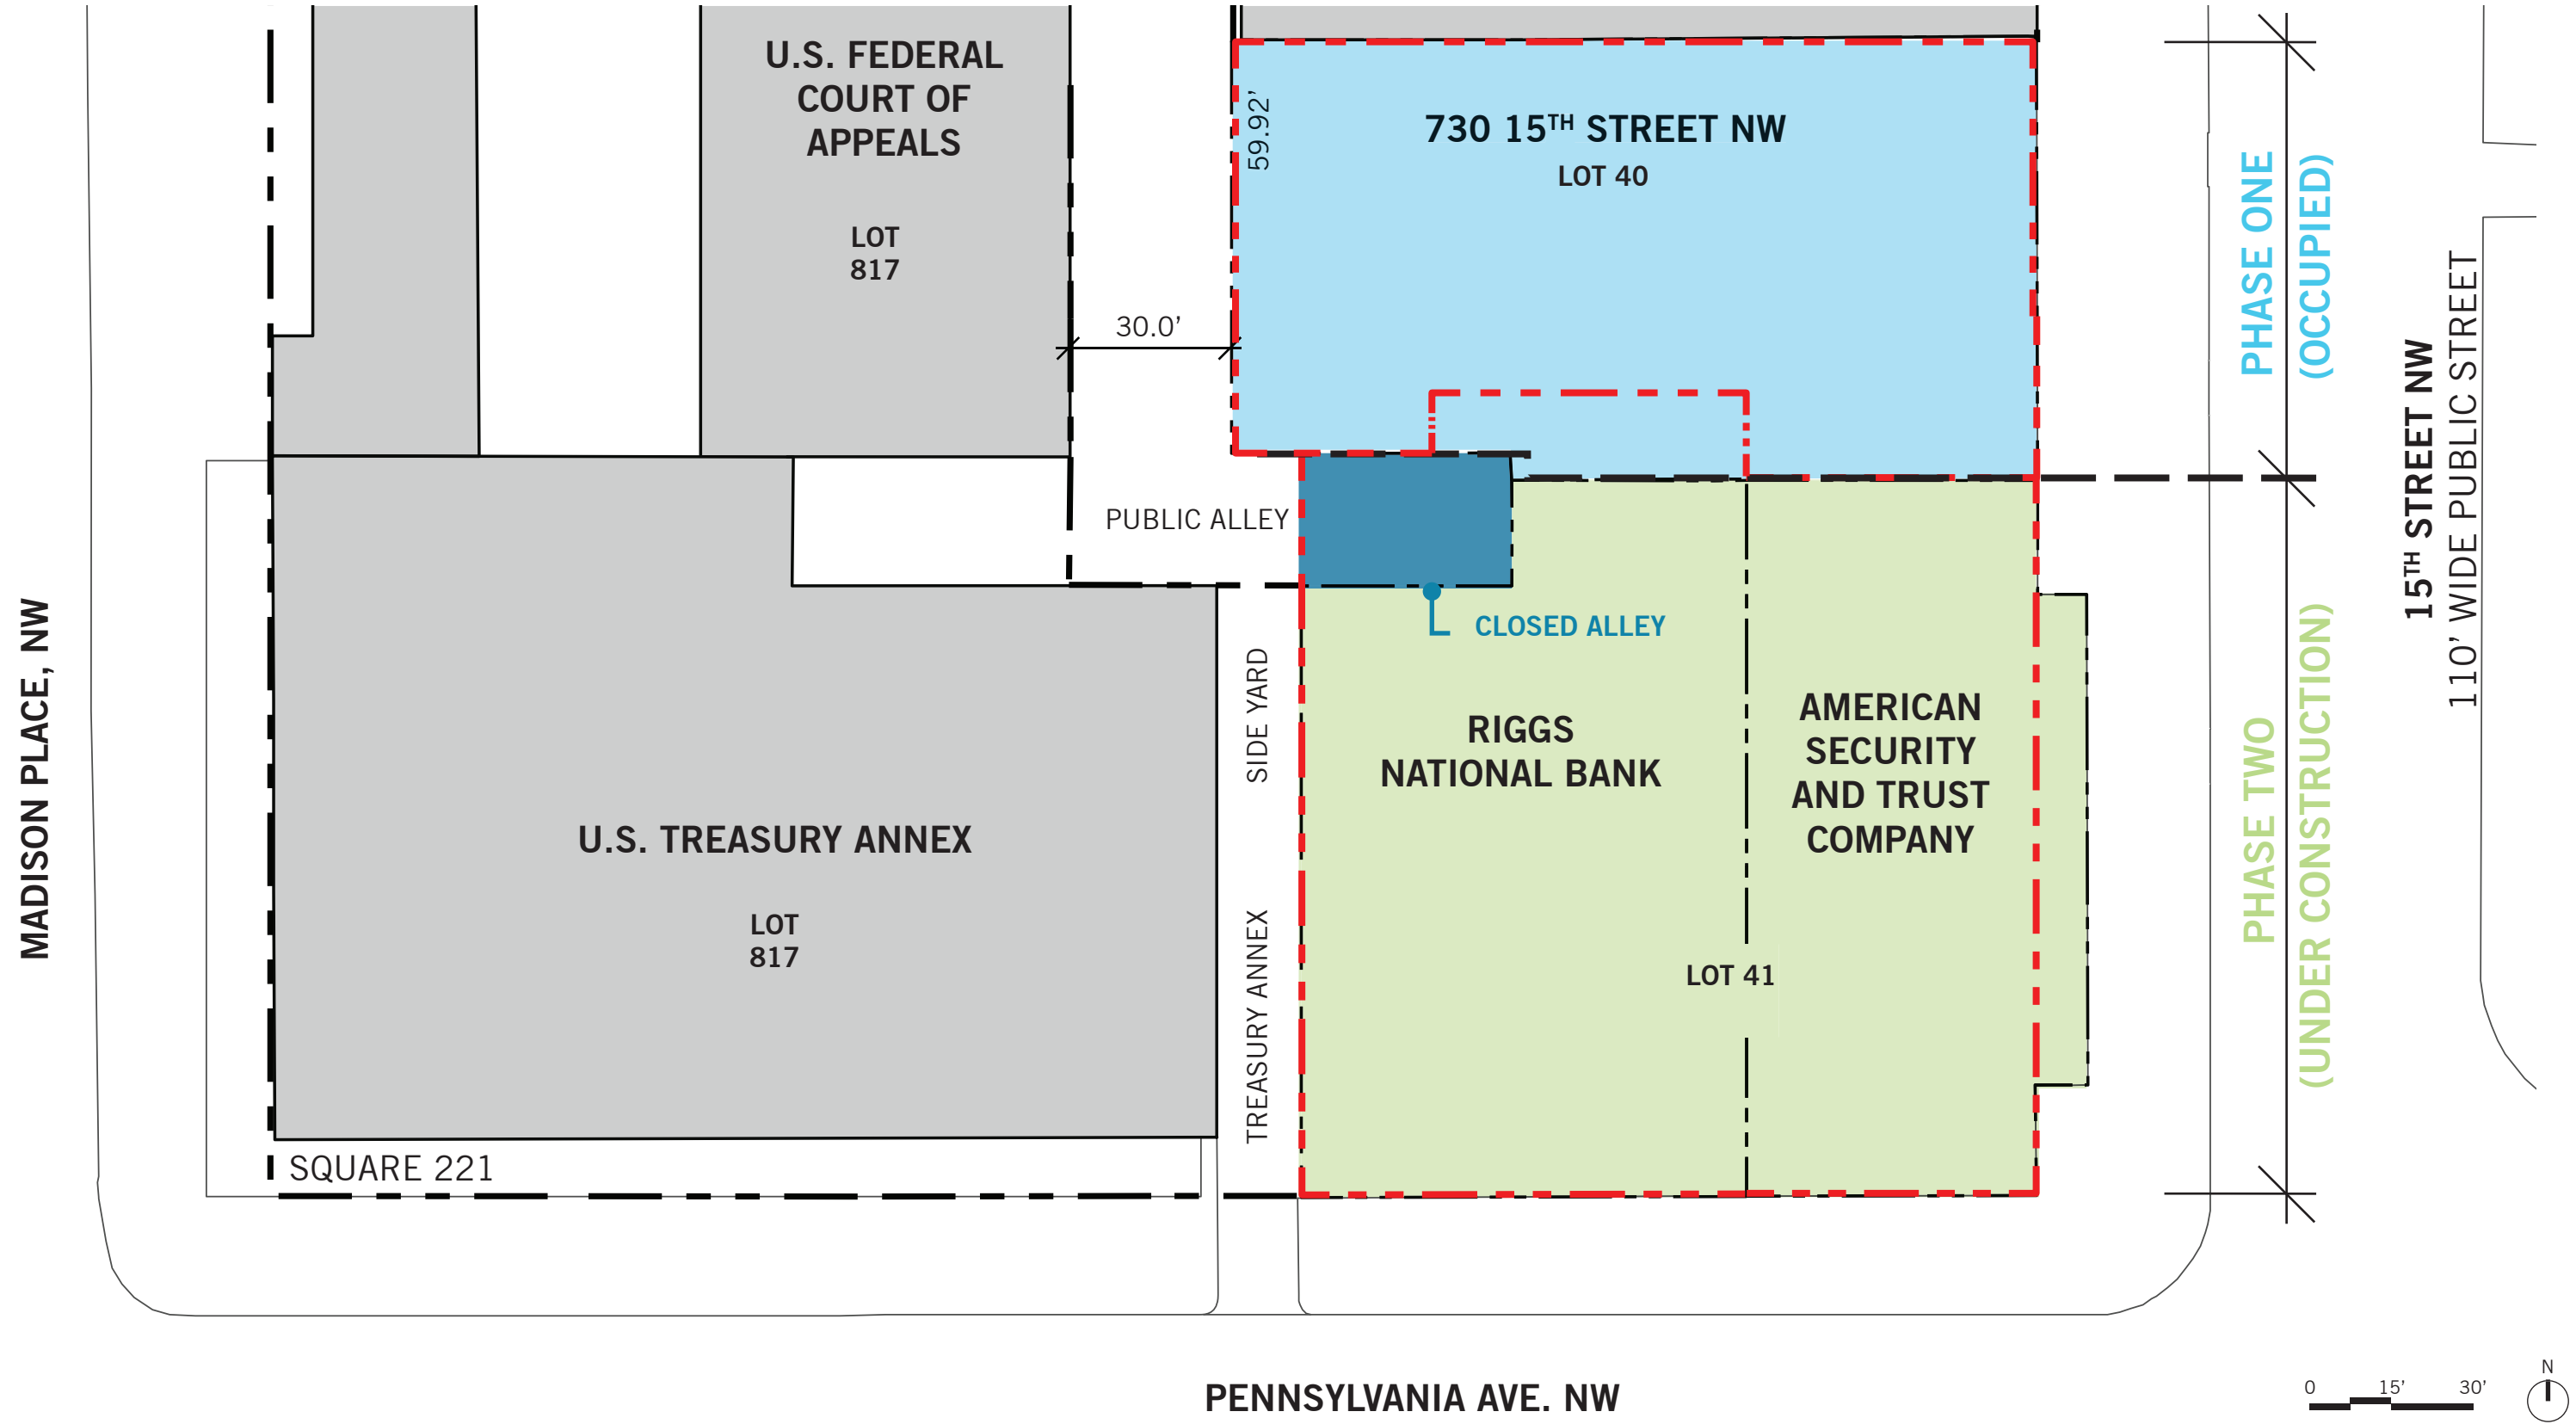 U.S. FEDERAL
COURT OF
APPEALS
LOT
817
59.92’
730 15TH STREET NW
LOT 40
30.0’
PUBLIC ALLEY
CLOSED ALLEY
PHASE ONE
(OCCUPIED)
15TH STREET NW
110’ WIDE PUBLIC STREET
MADISON PLACE, NW
U.S. TREASURY ANNEX
LOT
817
TREASURY ANNEX SIDE YARD
RIGGS
NATIONAL BANK
AMERICAN
SECURITY
AND TRUST
COMPANY
LOT 41
PHASE TWO
(UNDER CONSTRUCTION)
SQUARE 221
PENNSYLVANIA AVE. NW
0 15’ 30’
N